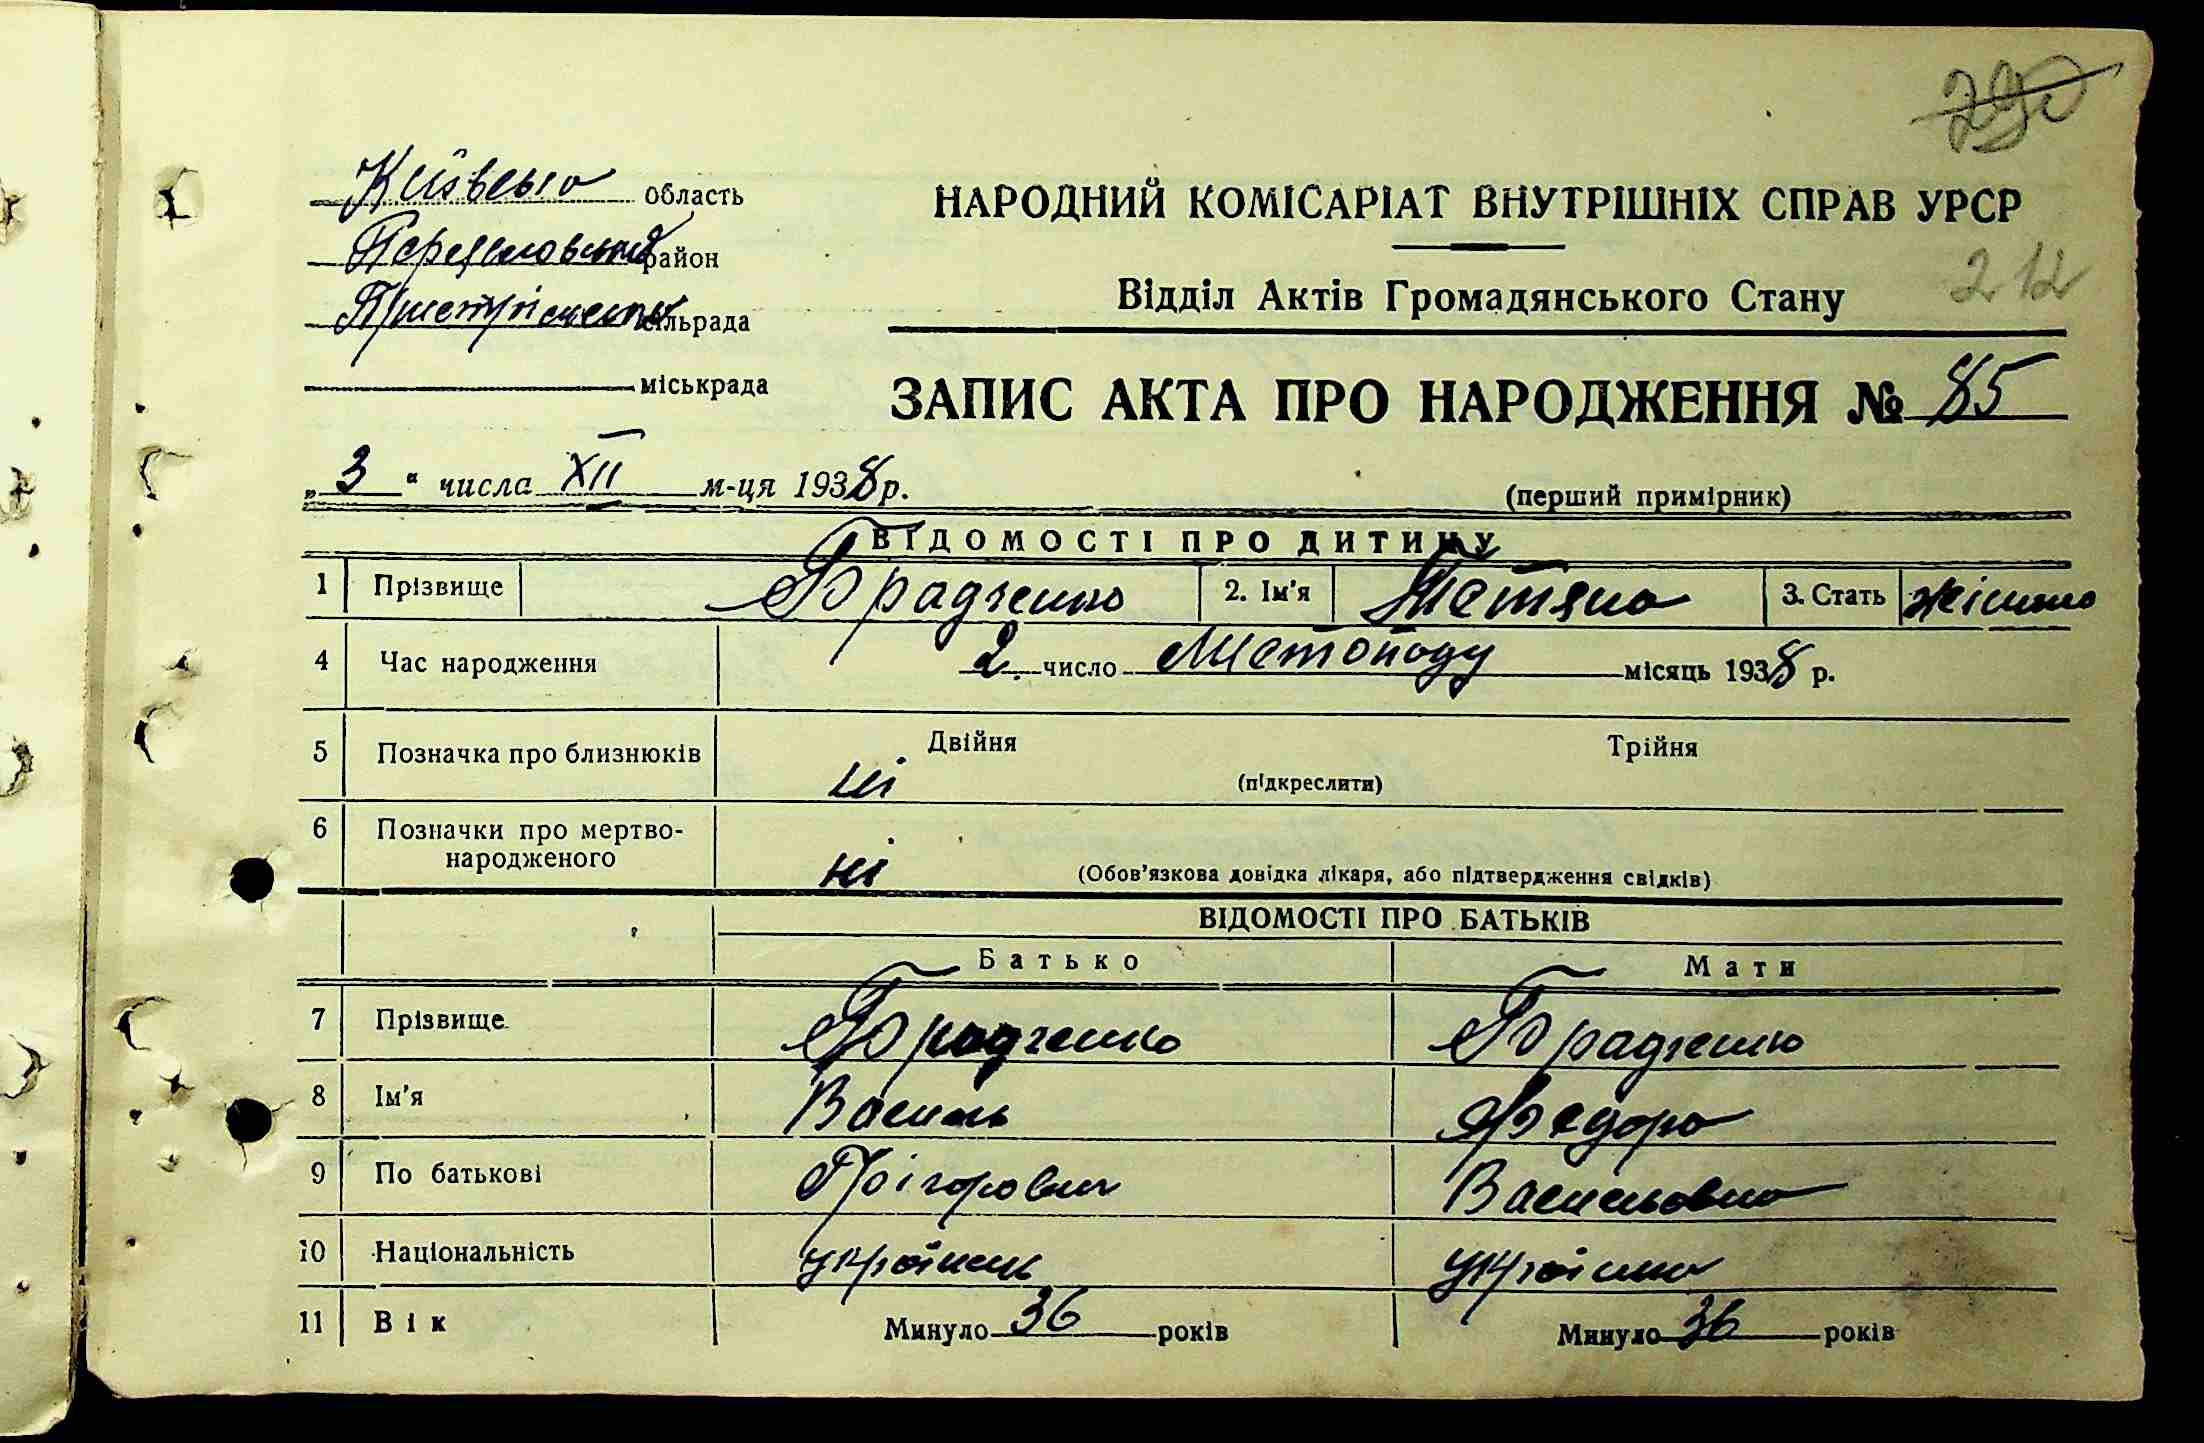 290
Київська область
НАРОДНИЙ КОМІСАРІАТ ВНУТРІШНІХ СПРАВ УРСР
Переяславський район
212
Відділ Актів Громадянського Стану
сільрада
міськрада
ЗАПИС АКТА ПРО НАРОДЖЕННЯ № 85
„ 3 “ числа XII м-ця 1938 р.
(перший примірник)
ВІДОМОСТІ ПРО ДИТИНУ
1 Прізвище Брадченко 2. Ім'я Тетяна 3. Стать жіноча
4 Час народження 2 число Листопаду місяць 1938 р.
5 Позначка про близнюків ні Двійня Трійня
(підкреслити)
6 Позначки про мертво-
народженого ні (Обов'язкова довідка лікаря, або підтвердження свідків)
ВІДОМОСТІ ПРО БАТЬКІВ
Батько Мати
7 Прізвище Брадченко Брадченко
8 Ім'я Василь Федора
9 По батькові Грігорович Васильовна
10 Національність українець українка
11 Вік Минуло 36 років Минуло 36 років